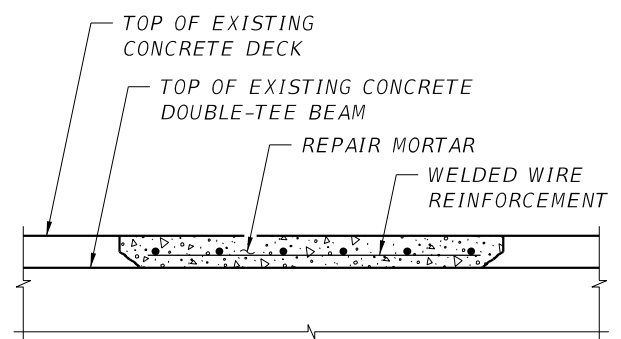 TOP OF EXISTING
CONCRETE DECK
TOP OF EXISTING CONCRETE
DOUBLE-TEE BEAM
REPAIR MORTAR
WELDED WIRE
REINFORCEMENT